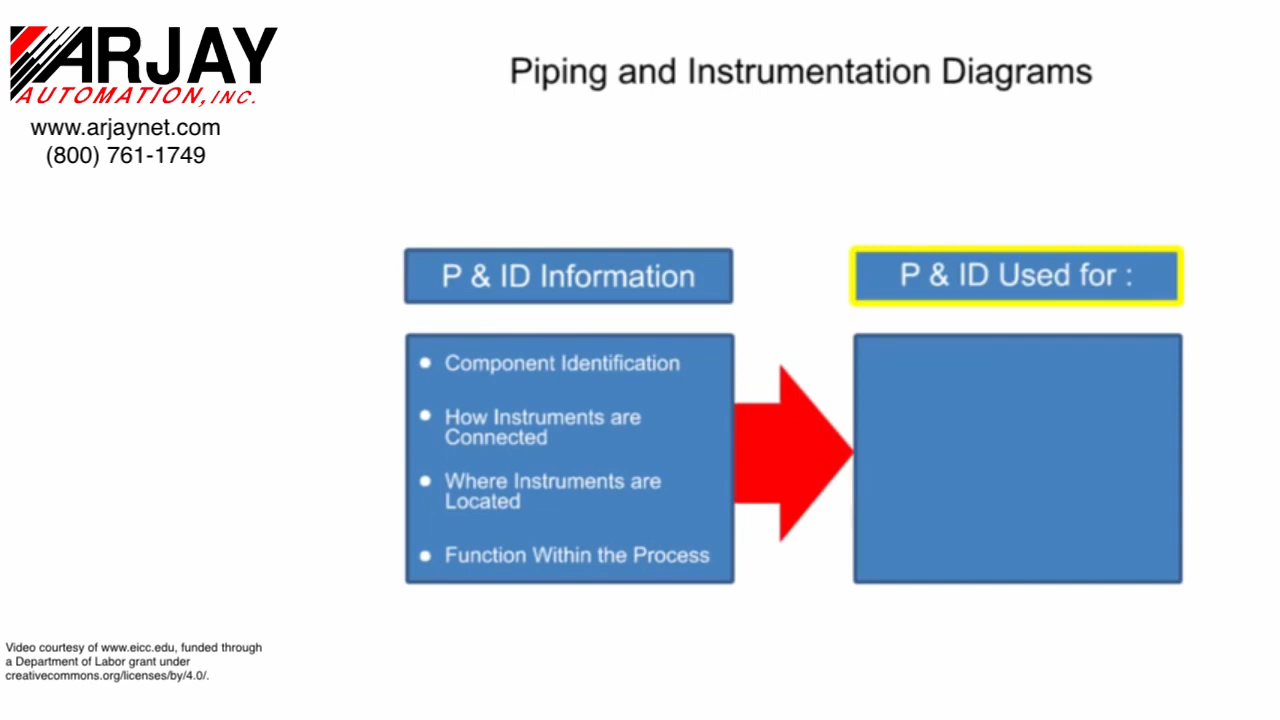 ARJAY
AUTOMATION, INC.
www.arjaynet.com
(800) 761-1749
Piping and Instrumentation Diagrams
P & ID Information
P & ID Used for :
Component Identification
How Instruments are
Connected
Where Instruments are
Located
Function Within the Process
Video courtesy of www.eicc.edu, funded through
a Department of Labor grant under
creativecommons.org/licenses/by/4.0/.